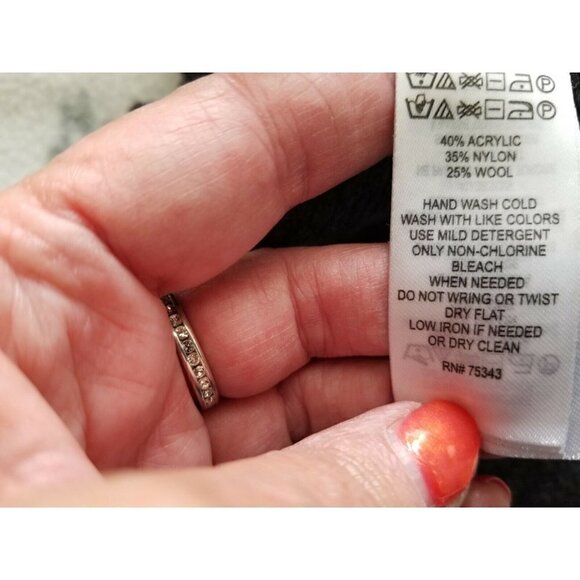 40% ACRYLIC
35% NYLON
25% WOOL
HAND WASH COLD
WASH WITH LIKE COLORS
USE MILD DETERGENT
ONLY NON-CHLORINE
BLEACH
WHEN NEEDED
DO NOT WRING OR TWIST
DRY FLAT
LOW IRON IF NEEDED
OR DRY CLEAN
RN# 75343